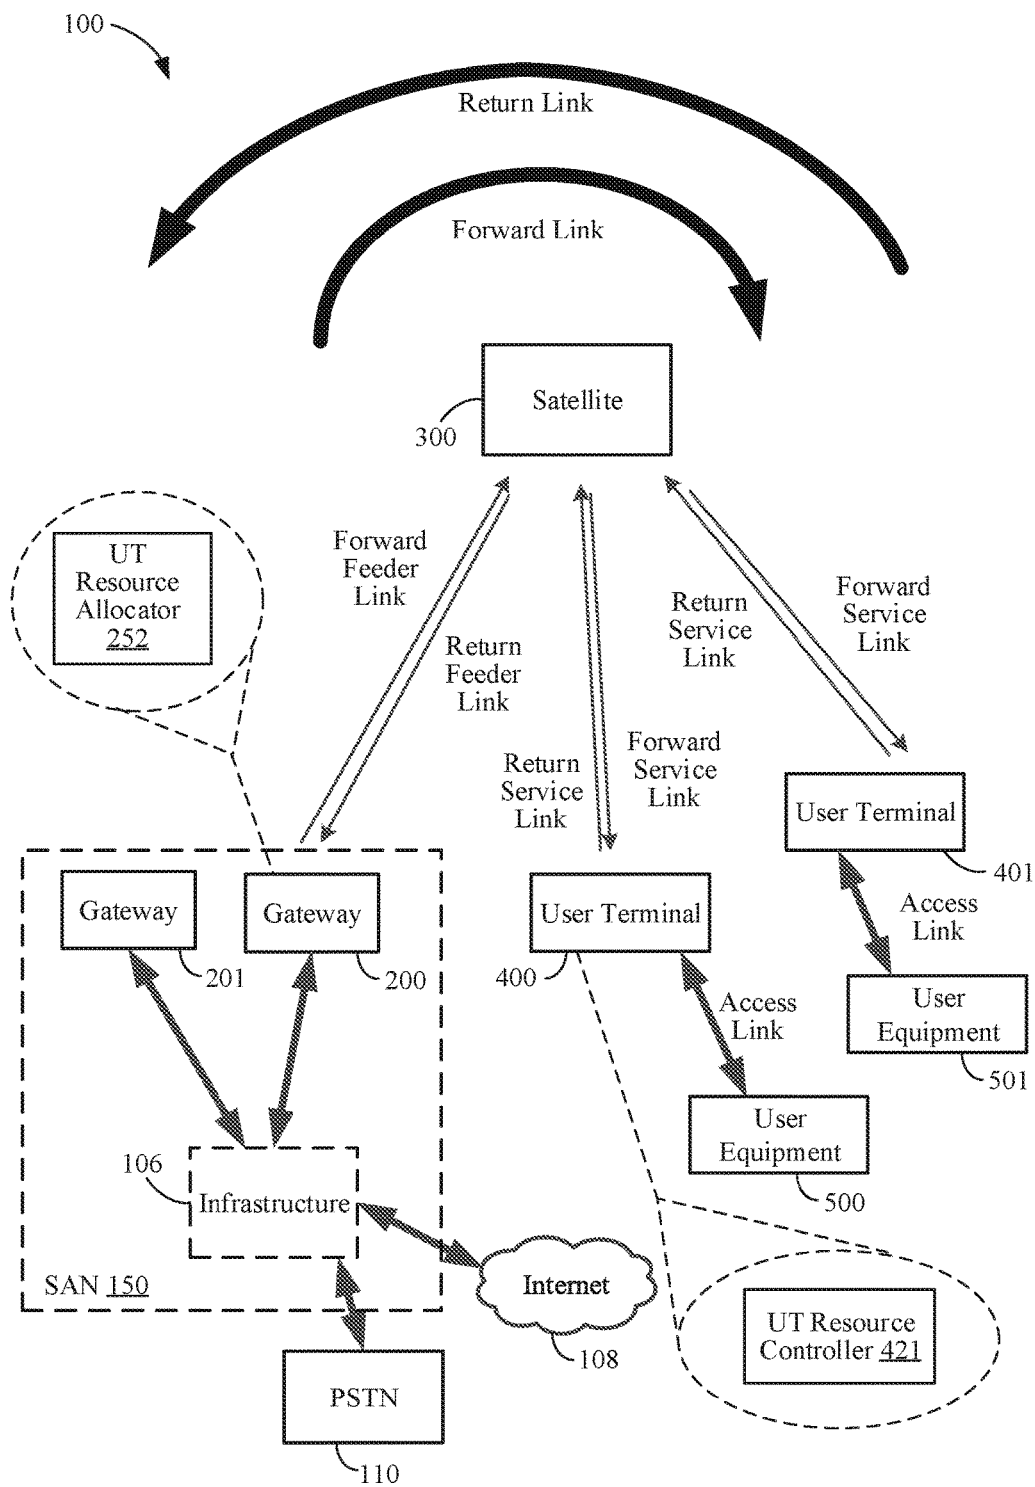 100
Return Link
Forward Link
Satellite
300
UT
Resource
Allocator
252
Forward
Feeder
Link
Return
Feeder
Link
Return
Service
Link
Forward
Service
Link
Return
Service
Link
Forward
Service
Link
User Terminal
401
Gateway
201
Gateway
200
User Terminal
400
Access
Link
User
Equipment
501
Access
Link
User
Equipment
500
106
Infrastructure
SAN 150
Internet
108
UT Resource
Controller 421
PSTN
110